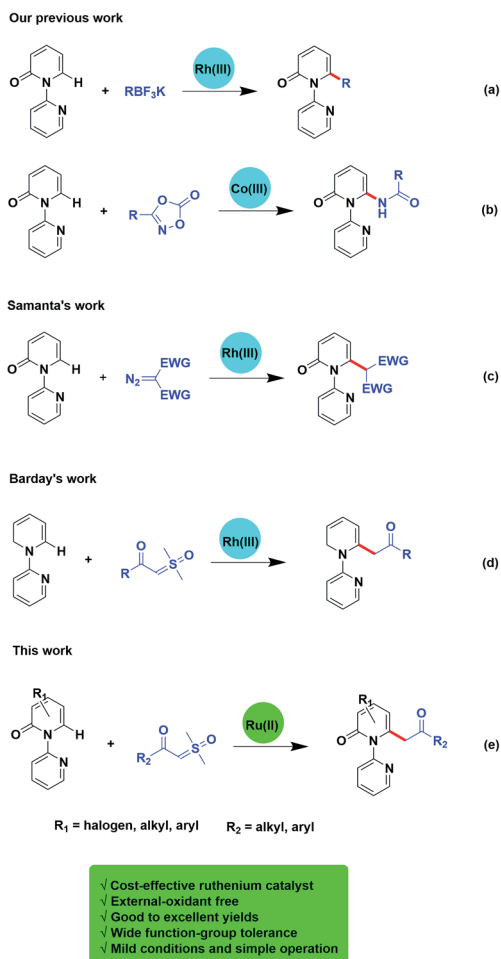 Our previous work
O
N
H
N
+
RBF3K
Rh(III)
O
N
R
N
(a)
O
N
H
N
+
R
O
O
N
O
Co(III)
O
N
N
H
R
O
N
(b)
Samanta's work
O
N
H
N
+
N2
EWG
EWG
Rh(III)
O
N
EWG
EWG
N
(c)
Barday's work
N
H
N
+
O
R
S
O
Rh(III)
N
N
O
R
(d)
This work
R1
O
N
H
N
+
O
R2
S
O
Ru(II)
R1
O
N
N
O
R2
(e)
R1 = halogen, alkyl, aryl R2 = alkyl, aryl
√ Cost-effective ruthenium catalyst
√ External-oxidant free
√ Good to excellent yields
√ Wide function-group tolerance
√ Mild conditions and simple operation